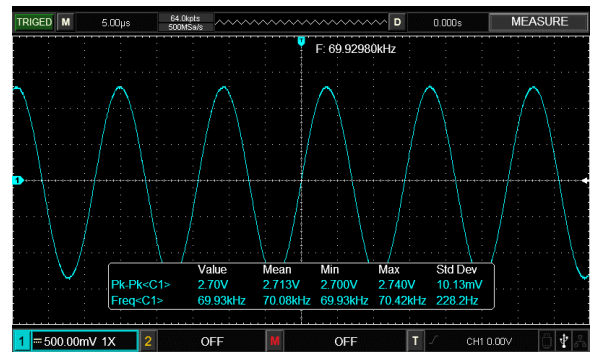 TRIGED M 5.00µs 64.0kpts 500MSa/s D 0.000s MEASURE
T
F: 69.92980kHz
1
Value Mean Min Max Std Dev
Pk-Pk<C1> 2.70V 2.713V 2.700V 2.740V 10.13mV
Freq<C1> 69.93kHz 70.08kHz 69.93kHz 70.42kHz 228.2Hz
1 500.00mV 1X 2 OFF M OFF T CH1 0.00V